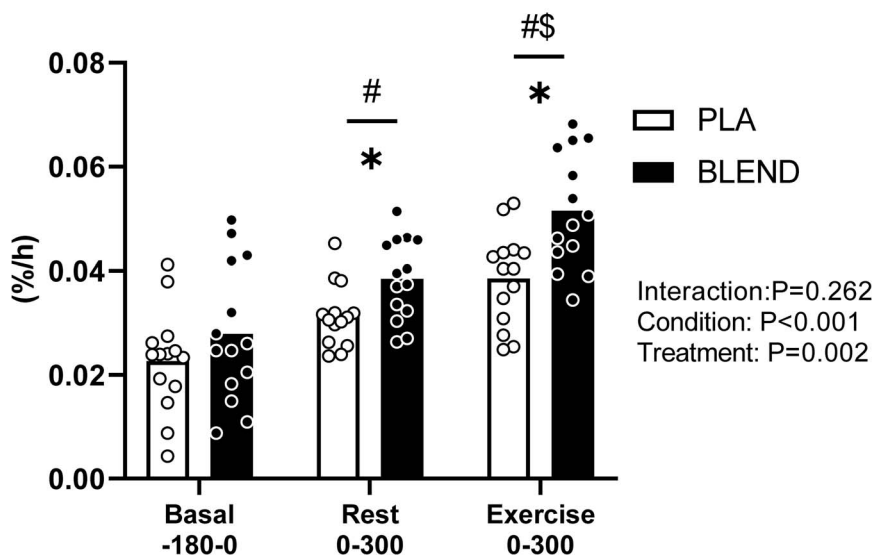 #$
0.08
#
*
*
PLA
BLEND
0.06
(%/h)
0.04
Interaction:P=0.262
Condition: P<0.001
Treatment: P=0.002
0.02
0.00
Basal
-180-0
Rest
0-300
Exercise
0-300